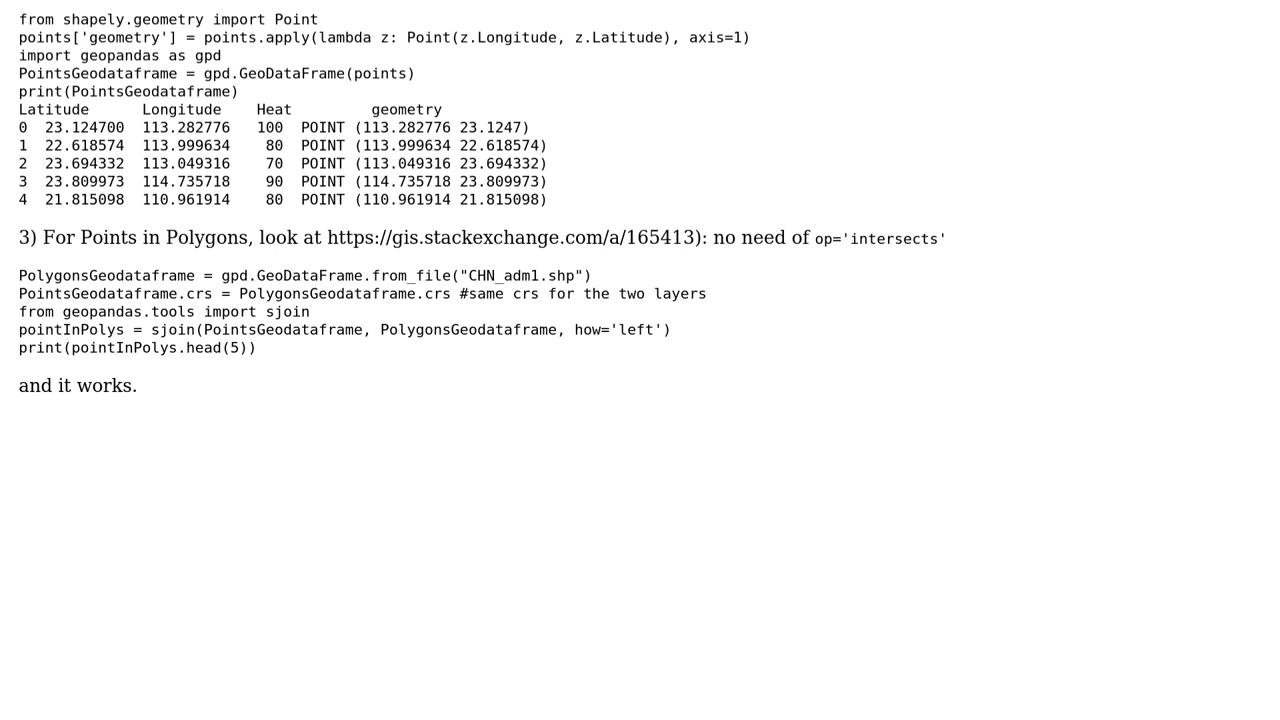 from shapely.geometry import Point
points['geometry'] = points.apply(lambda z: Point(z.Longitude, z.Latitude), axis=1)
import geopandas as gpd
PointsGeodataframe = gpd.GeoDataFrame(points)
print(PointsGeodataframe)
Latitude      Longitude    Heat         geometry
0  23.124700  113.282776   100  POINT (113.282776 23.1247)
1  22.618574  113.999634    80  POINT (113.999634 22.618574)
2  23.694332  113.049316    70  POINT (113.049316 23.694332)
3  23.809973  114.735718    90  POINT (114.735718 23.809973)
4  21.815098  110.961914    80  POINT (110.961914 21.815098)
3) For Points in Polygons, look at https://gis.stackexchange.com/a/165413): no need of op='intersects'
PolygonsGeodataframe = gpd.GeoDataFrame.from_file("CHN_adm1.shp")
PointsGeodataframe.crs = PolygonsGeodataframe.crs #same crs for the two layers
from geopandas.tools import sjoin
pointInPolys = sjoin(PointsGeodataframe, PolygonsGeodataframe, how='left')
print(pointInPolys.head(5))
and it works.